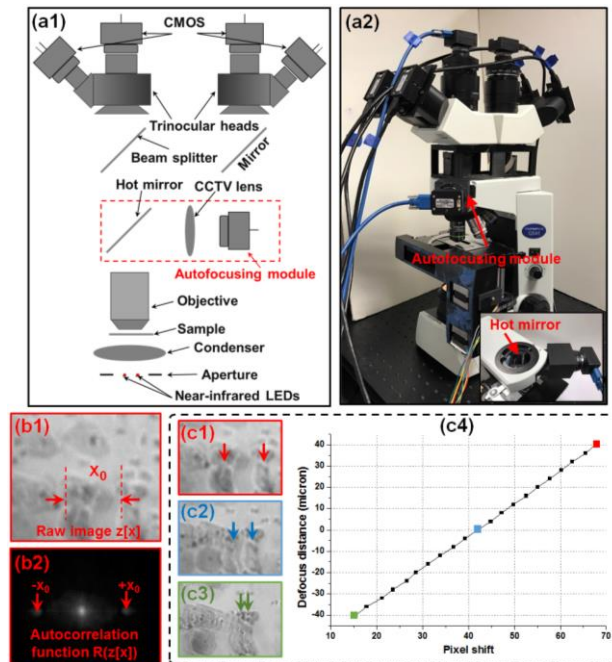 (a1)
CMOS
Trinocular heads
Beam splitter
Mirror
Hot mirror
CCTV lens
Autofocusing module
Objective
Sample
Condenser
Aperture
Near-infrared LEDs
(a2)
Autofocusing module
Hot mirror
(b1)
X₀
Raw image z[x]
(b2)
-x₀
+x₀
Autocorrelation
function R(z[x])
(c1)
(c2)
(c3)
(c4)
Defocus distance (micron)
40
30
20
10
0
-10
-20
-30
-40
10 20 30 40 50 60 70
Pixel shift